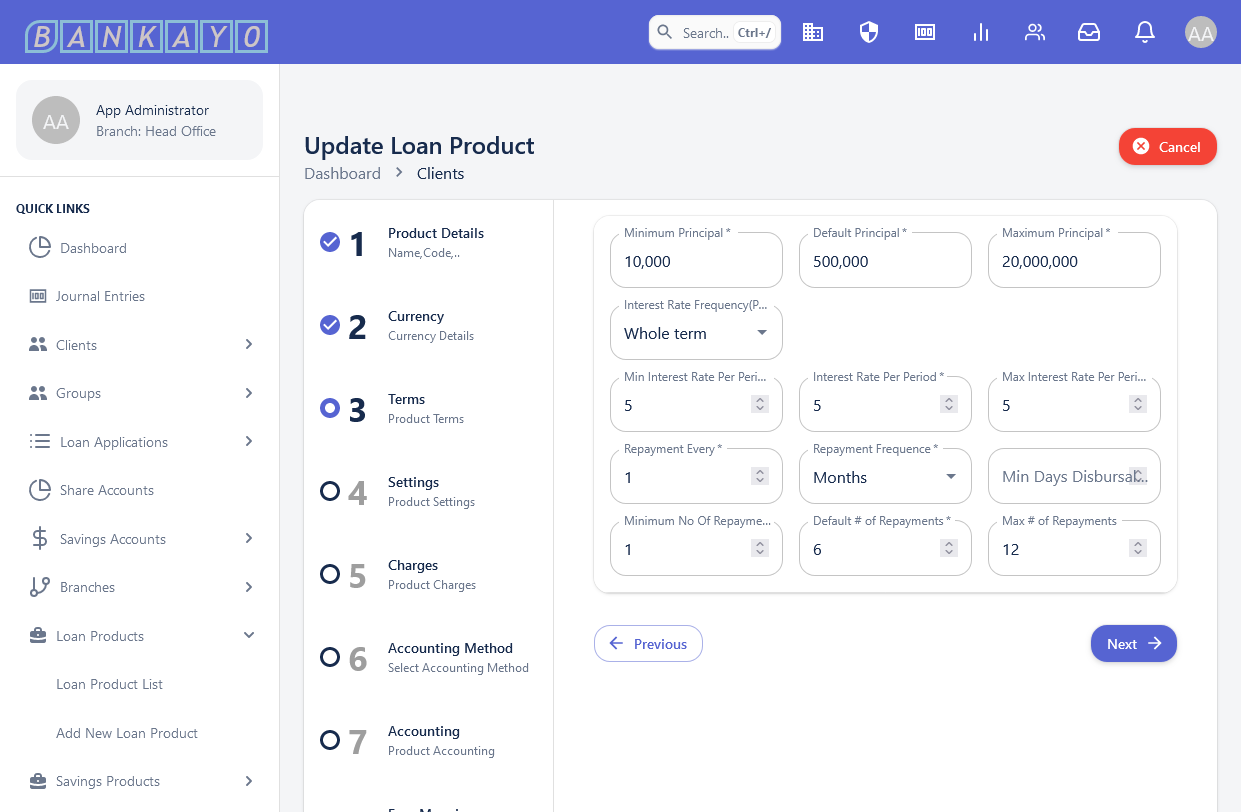 BANKAYO
Search.. Ctrl+/
AA
AA
App Administrator
Branch: Head Office
QUICK LINKS
Dashboard
Journal Entries
Clients
Groups
Loan Applications
Share Accounts
Savings Accounts
Branches
Loan Products
Loan Product List
Add New Loan Product
Savings Products
Update Loan Product
Dashboard > Clients
Cancel
1 Product Details
Name,Code,..
2 Currency
Currency Details
3 Terms
Product Terms
4 Settings
Product Settings
5 Charges
Product Charges
6 Accounting Method
Select Accounting Method
7 Accounting
Product Accounting
Minimum Principal *
10,000
Default Principal *
500,000
Maximum Principal *
20,000,000
Interest Rate Frequency(P...
Whole term
Min Interest Rate Per Peri...
5
Interest Rate Per Period *
5
Max Interest Rate Per Peri...
5
Repayment Every *
1
Repayment Frequence *
Months
Min Days Disbursal...
Minimum No Of Repayme...
1
Default # of Repayments *
6
Max # of Repayments
12
Previous
Next